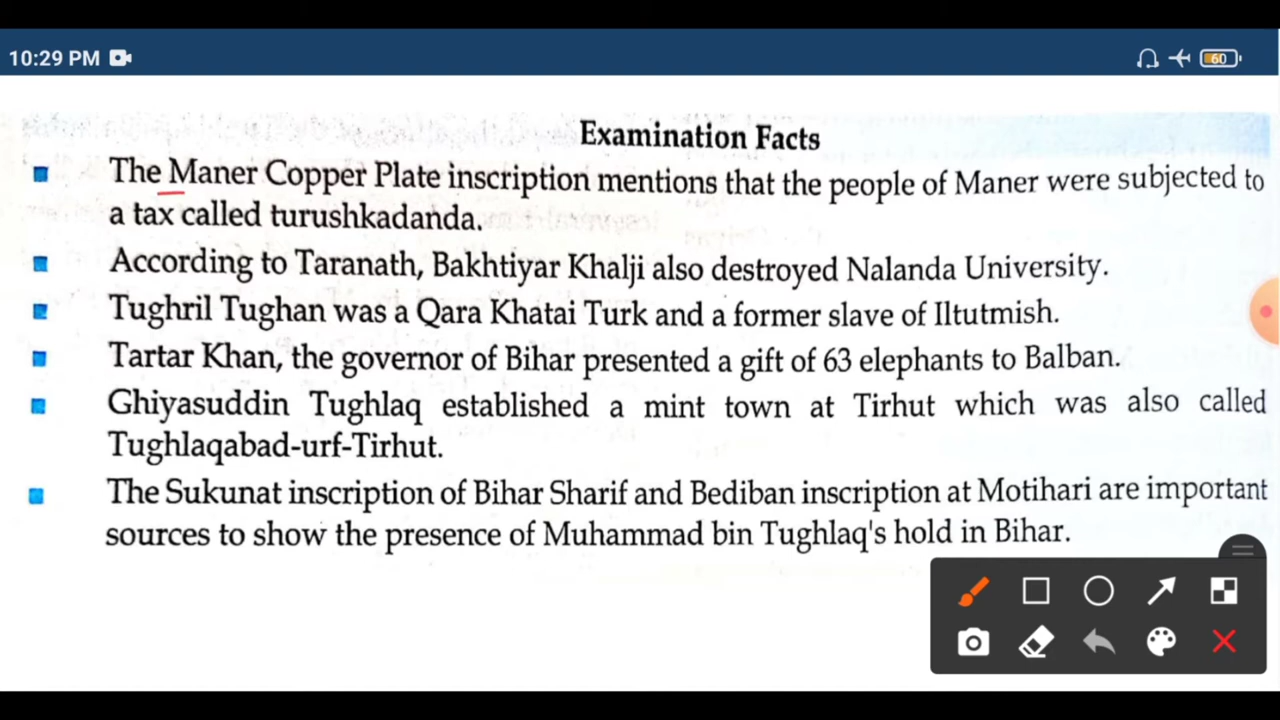 10:29 PM
60
Examination Facts
The Maner Copper Plate inscription mentions that the people of Maner were subjected to
a tax called turushkadanda.
According to Taranath, Bakhtiyar Khalji also destroyed Nalanda University.
Tughril Tughan was a Qara Khatai Turk and a former slave of Iltutmish.
Tartar Khan, the governor of Bihar presented a gift of 63 elephants to Balban.
Ghiyasuddin Tughlaq established a mint town at Tirhut which was also called
Tughlaqabad-urf-Tirhut.
The Sukunat inscription of Bihar Sharif and Bediban inscription at Motihari are important
sources to show the presence of Muhammad bin Tughlaq's hold in Bihar.